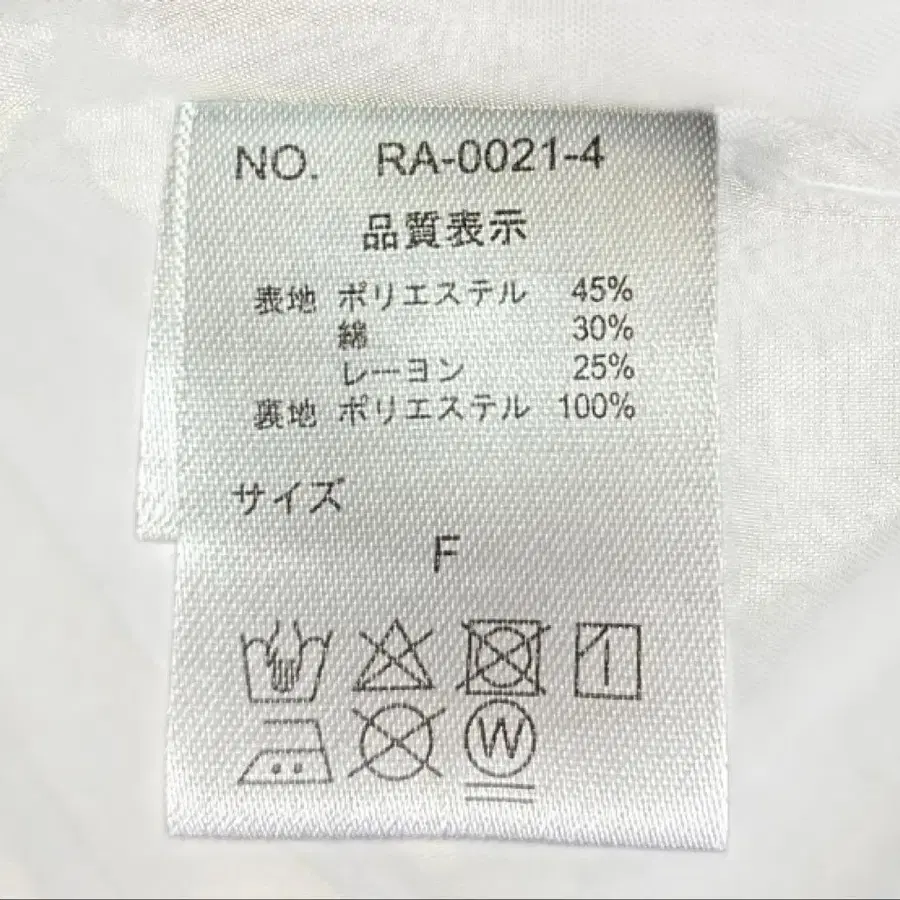 NO. RA-0021-4
品質表示
表地 ポリエステル 45%
綿 30%
レーヨン 25%
裏地 ポリエステル 100%
サイズ
F
W